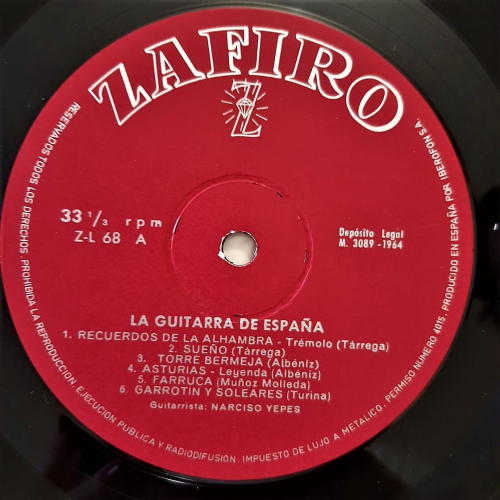 ZAFIRO
Z
33 1/3 rpm
Z-L 68 A
Depósito Legal
M. 3089 - 1964
LA GUITARRA DE ESPAÑA
1. RECUERDOS DE LA ALHAMBRA - Trémolo (Tárrega)
2. SUEÑO (Tárrega)
3. TORRE BERMEJA (Albéniz)
4. ASTURIAS - Leyenda (Albéniz)
5. FARRUCA (Muñoz Molleda)
6. GARROTIN Y SOLEARES (Turina)
Guitarrista: NARCISO YEPES
RESERVADOS TODOS LOS DERECHOS. PROHIBIDA LA REPRODUCCION, EJECUCION PUBLICA Y RADIODIFUSION. IMPUESTO DE LUJO A METALICO. PERMISO NUMERO 4015. PRODUCIDO EN ESPAÑA POR IBEROFON S.A.